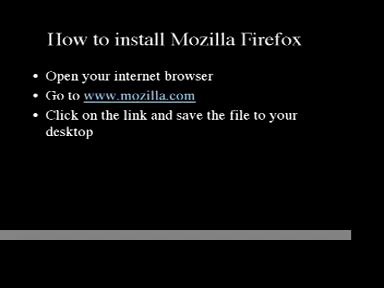 How to install Mozilla Firefox
• Open your internet browser
• Go to www.mozilla.com
• Click on the link and save the file to your
desktop